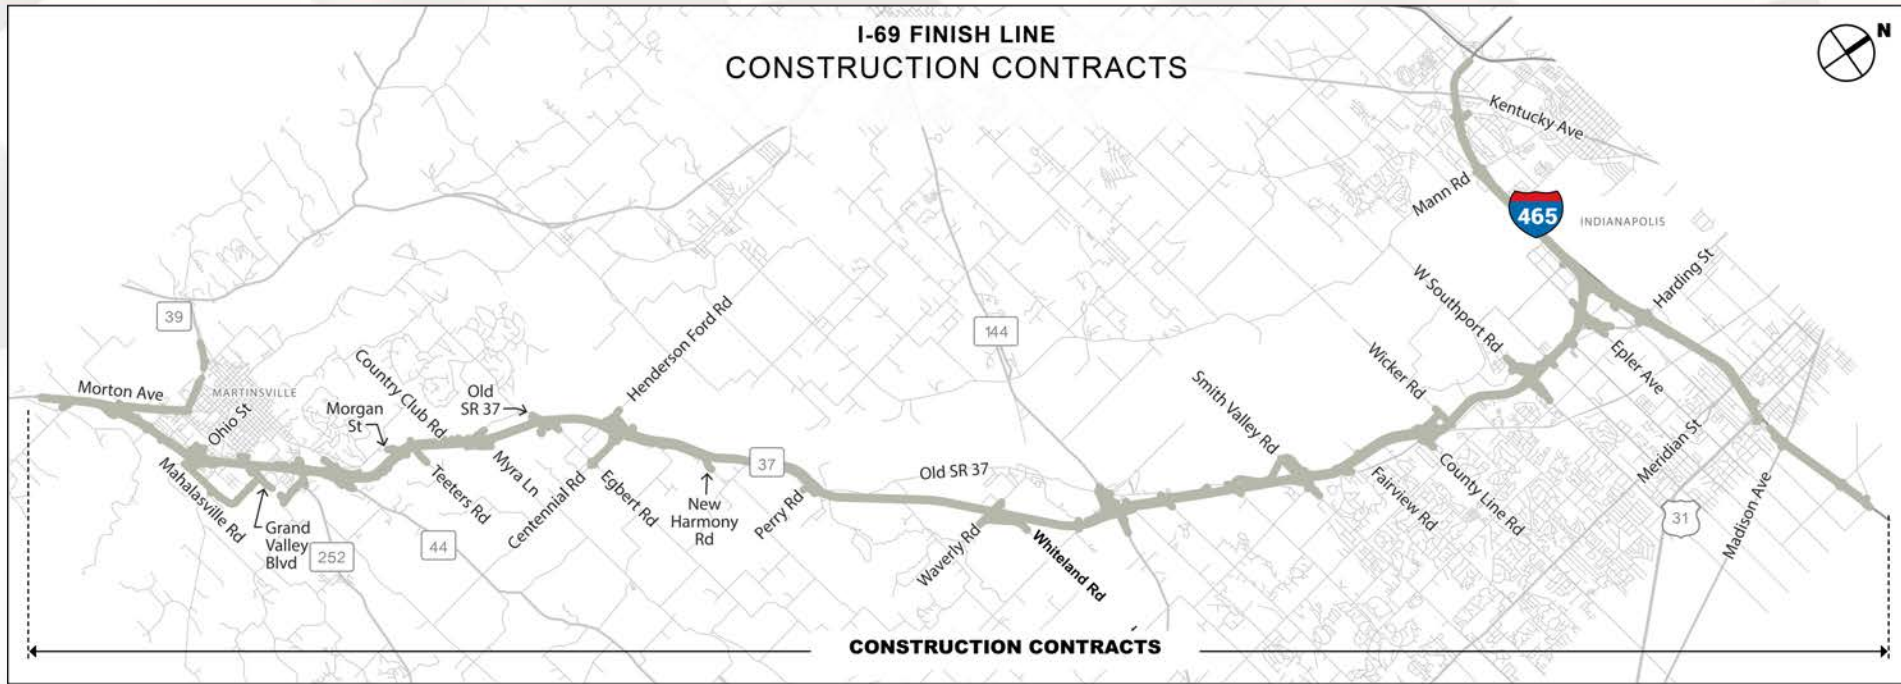 I-69 FINISH LINE
CONSTRUCTION CONTRACTS
N
Kentucky Ave
Mann Rd
465
INDIANAPOLIS
Harding St
W Southport Rd
Epler Ave
Wicker Rd
Smith Valley Rd
Henderson Ford Rd
39
144
Morton Ave
MARTINSVILLE
Ohio St
Country Club Rd
Morgan
St
Old
SR 37
Mahalasville Rd
Grand
Valley
Blvd
252
44
Teeters Rd
Myra Ln
Centennial Rd
Egbert Rd
New
Harmony
Rd
37
Perry Rd
Old SR 37
Waverly Rd
Whiteland Rd
Fairview Rd
County Line Rd
Meridian St
31
Madison Ave
CONSTRUCTION CONTRACTS